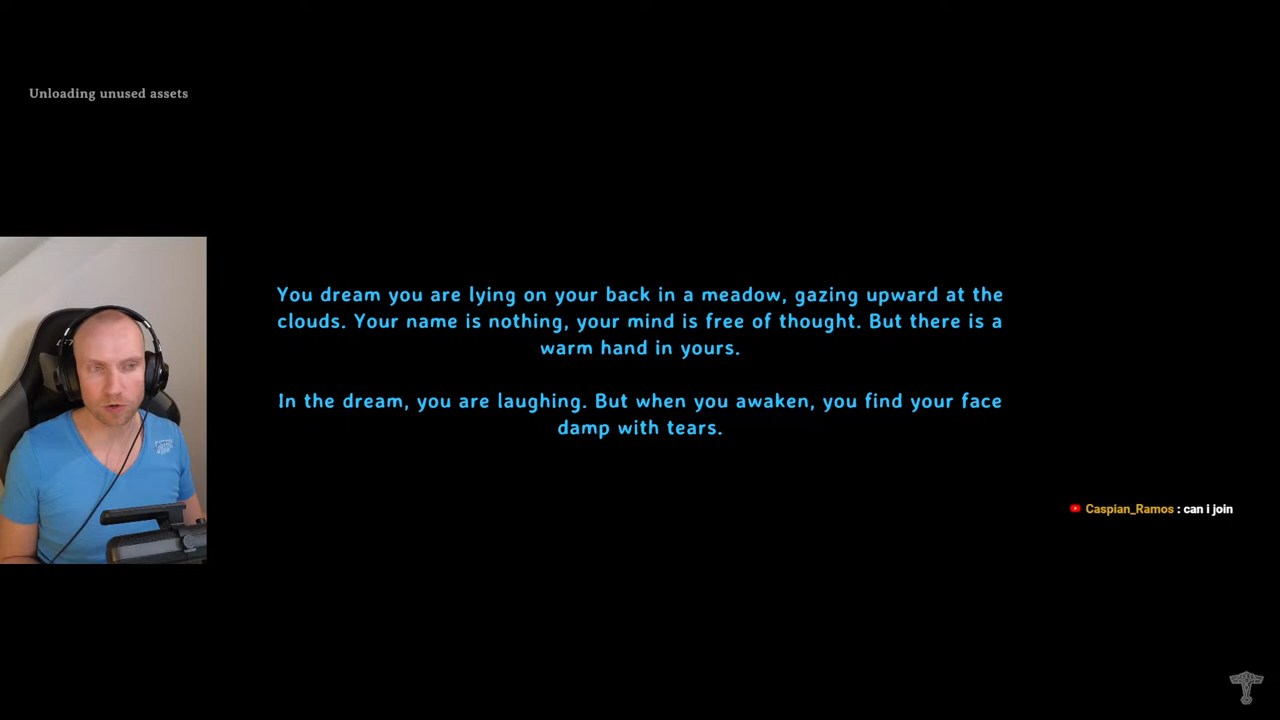 Unloading unused assets
You dream you are lying on your back in a meadow, gazing upward at the
clouds. Your name is nothing, your mind is free of thought. But there is a
warm hand in yours.
In the dream, you are laughing. But when you awaken, you find your face
damp with tears.
Caspian_Ramos : can i join